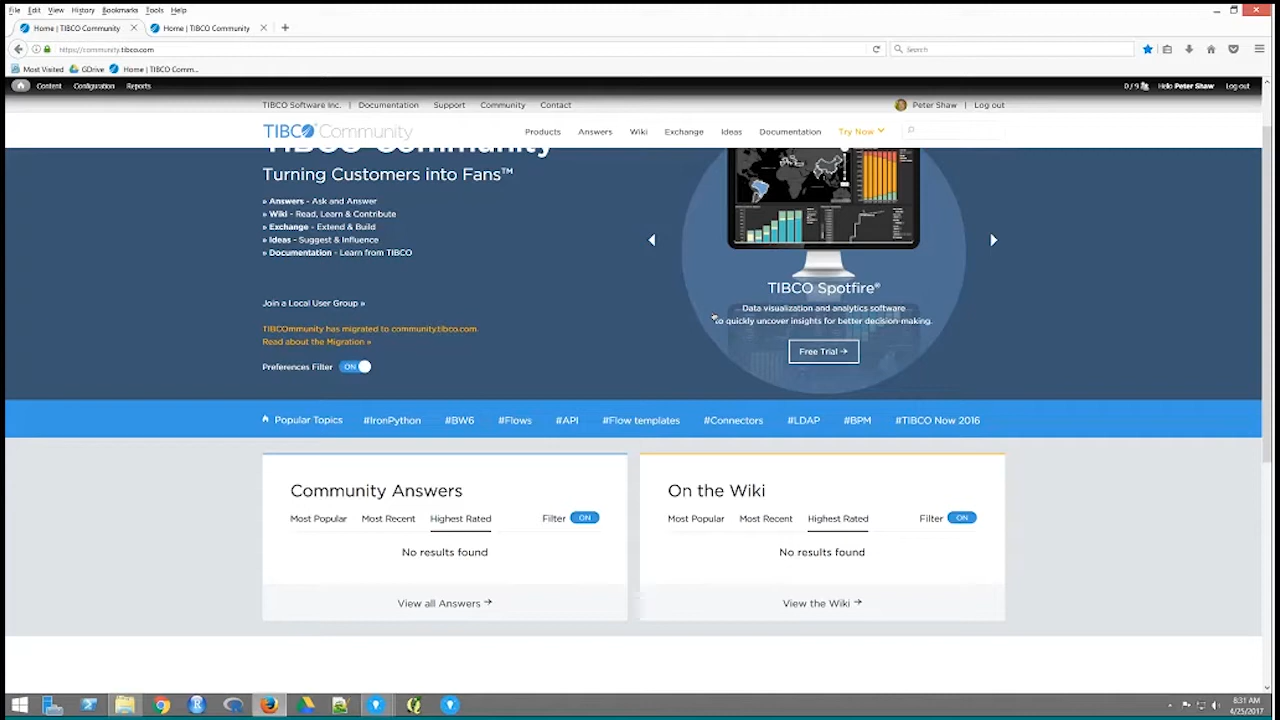 File Edit View History Bookmarks Tools Help
Home | TIBCO Community
Home | TIBCO Community
https://community.tibco.com
Search
Most Visited
GDrive
Home | TIBCO Comm...
Content Configuration Reports
0 / 9
Hello Peter Shaw
Log out
TIBCO Software Inc. | Documentation Support Community Contact
Peter Shaw | Log out
TIBCO® Community
Products Answers Wiki Exchange Ideas Documentation Try Now
TIBCO Community
Turning Customers into Fans™
» Answers - Ask and Answer
» Wiki - Read, Learn & Contribute
» Exchange - Extend & Build
» Ideas - Suggest & Influence
» Documentation - Learn from TIBCO
Join a Local User Group »
TIBCOmmunity has migrated to community.tibco.com.
Read about the Migration »
Preferences Filter ON
TIBCO Spotfire®
Data visualization and analytics software
to quickly uncover insights for better decision-making.
Free Trial →
Popular Topics #IronPython #BW6 #Flows #API #Flow templates #Connectors #LDAP #BPM #TIBCO Now 2016
Community Answers
Most Popular Most Recent Highest Rated Filter ON
No results found
View all Answers →
On the Wiki
Most Popular Most Recent Highest Rated Filter ON
No results found
View the Wiki →
8:31 AM
4/25/2017